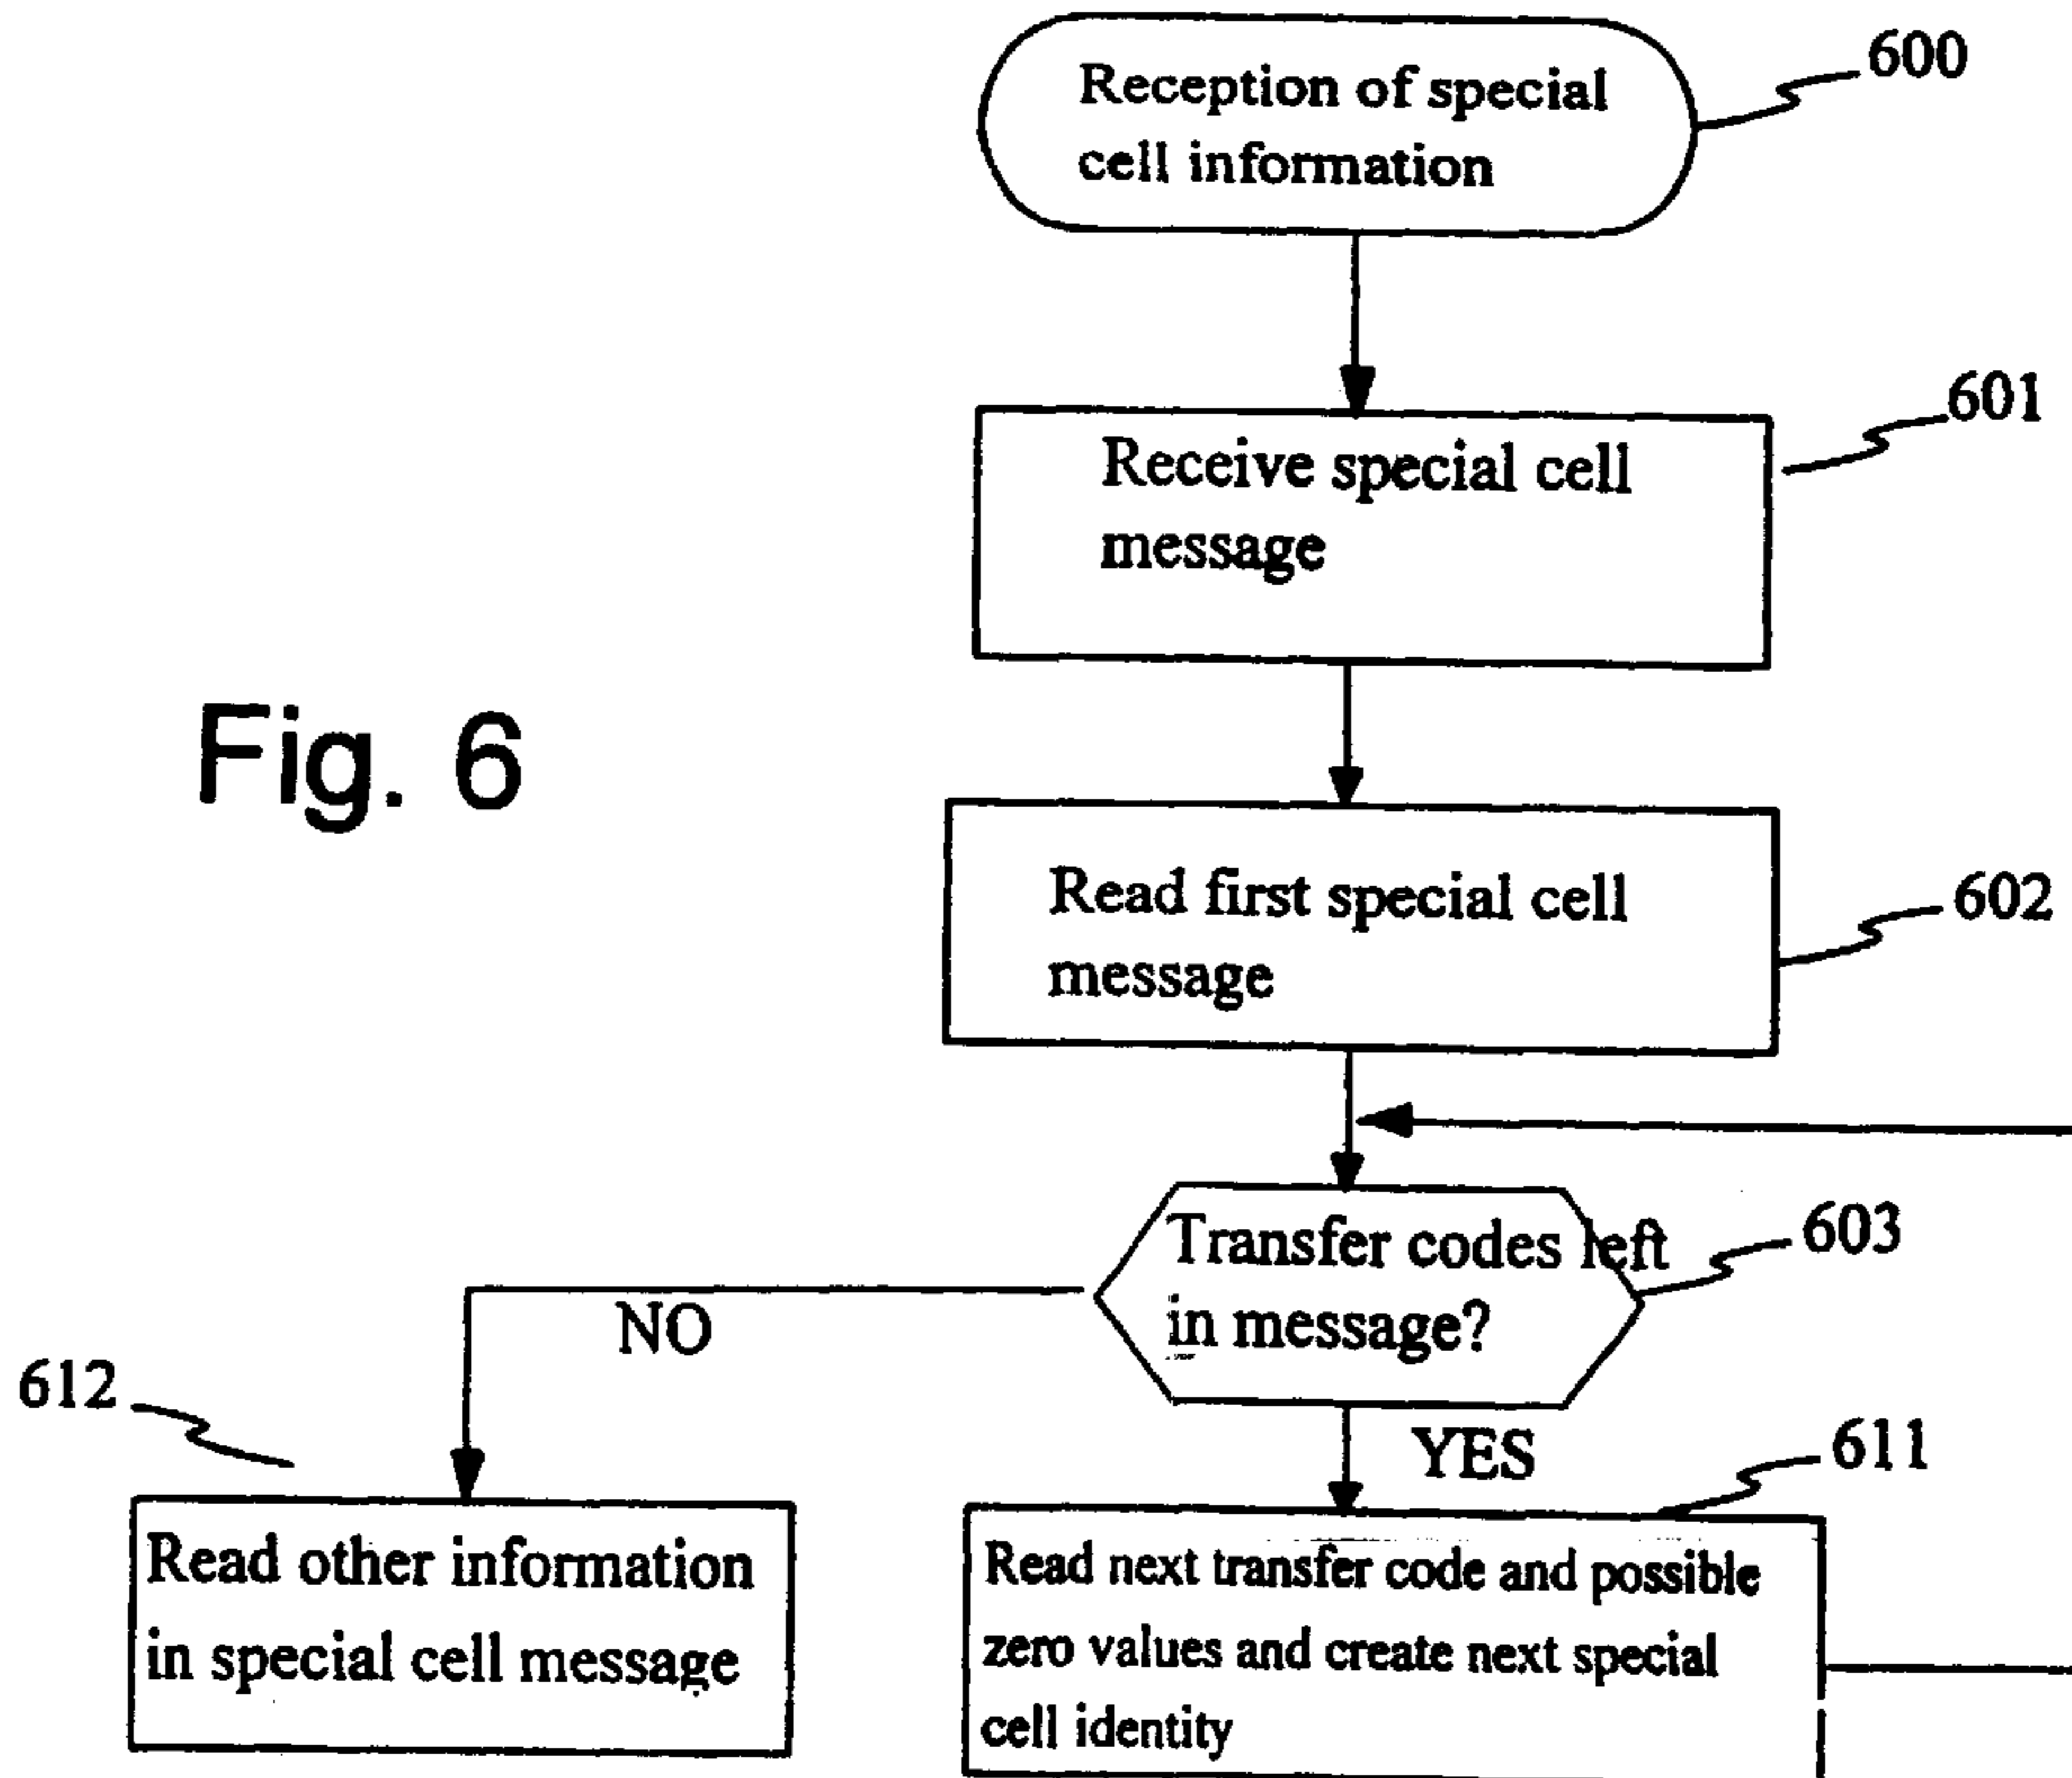 Reception of special
cell information
600
Receive special cell
message
601
Fig. 6
Read first special cell
message
602
Transfer codes left
in message?
603
NO
YES
612
611
Read other information
in special cell message
Read next transfer code and possible
zero values and create next special
cell identity